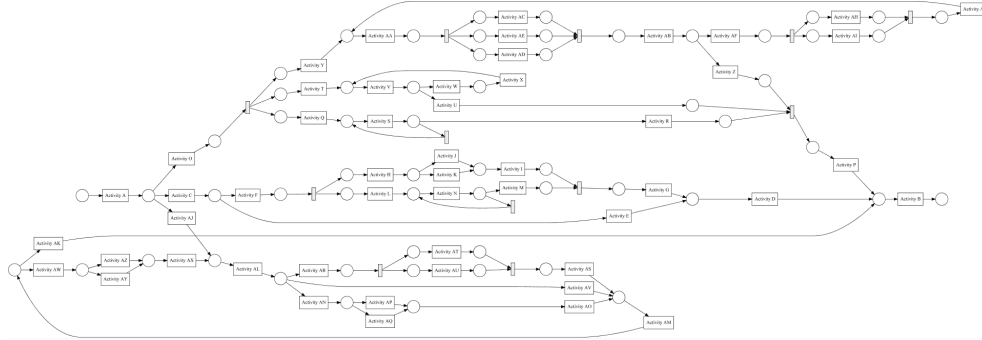 Activity A
Activity AC
Activity AH
Activity AA
Activity AE
Activity AB
Activity AF
Activity AI
Activity AD
Activity Y
Activity Z
Activity X
Activity T
Activity V
Activity W
Activity U
Activity Q
Activity S
Activity R
Activity O
Activity J
Activity P
Activity I
Activity H
Activity K
Activity A
Activity C
Activity F
Activity L
Activity N
Activity M
Activity G
Activity D
Activity B
Activity AJ
Activity E
Activity AK
Activity AZ
Activity AT
Activity AW
Activity AX
Activity AL
Activity AR
Activity AU
Activity AS
Activity AY
Activity AV
Activity AN
Activity AP
Activity AO
Activity AQ
Activity AM